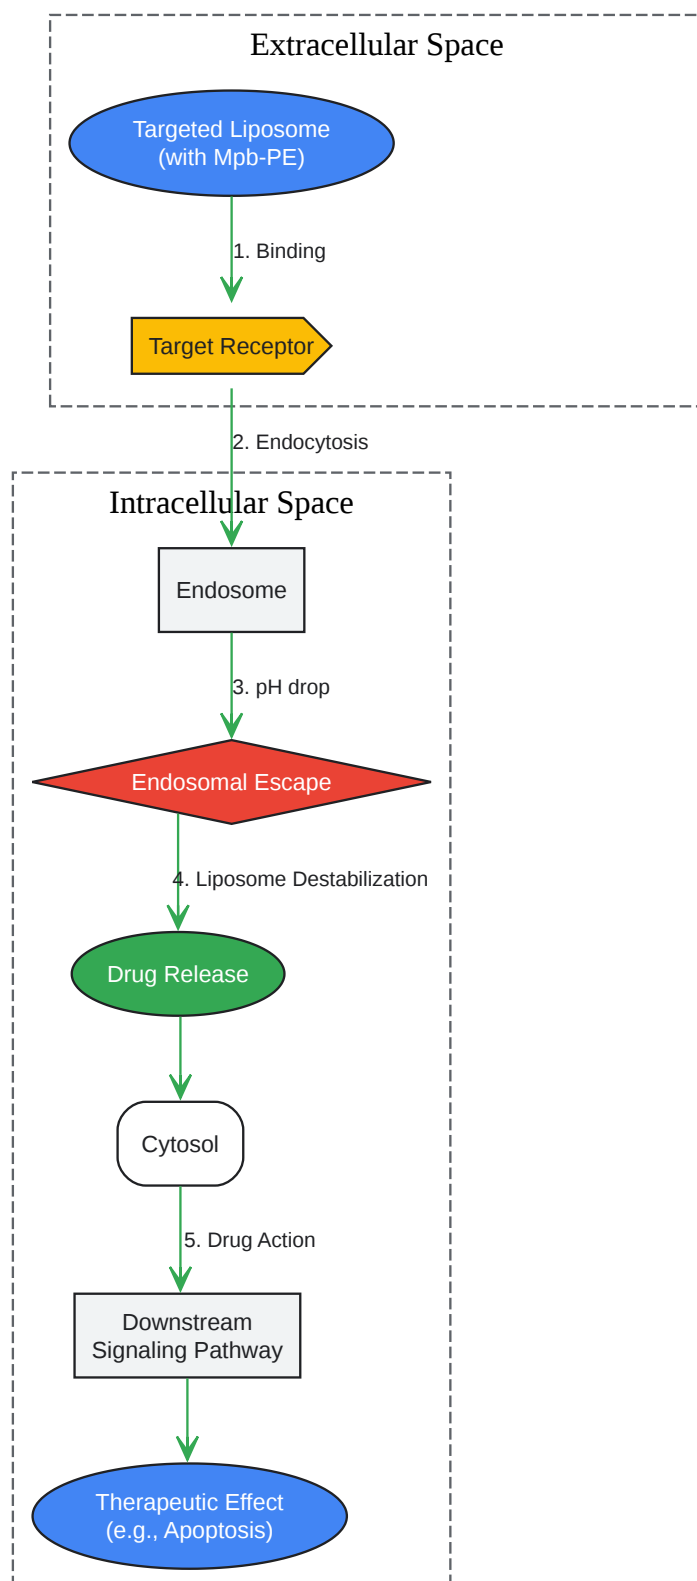 Extracellular Space
Targeted Liposome
(with Mpb-PE)
1. Binding
Target Receptor
2. Endocytosis
Intracellular Space
Endosome
3. pH drop
Endosomal Escape
4. Liposome Destabilization
Drug Release
Cytosol
5. Drug Action
Downstream
Signaling Pathway
Therapeutic Effect
(e.g., Apoptosis)